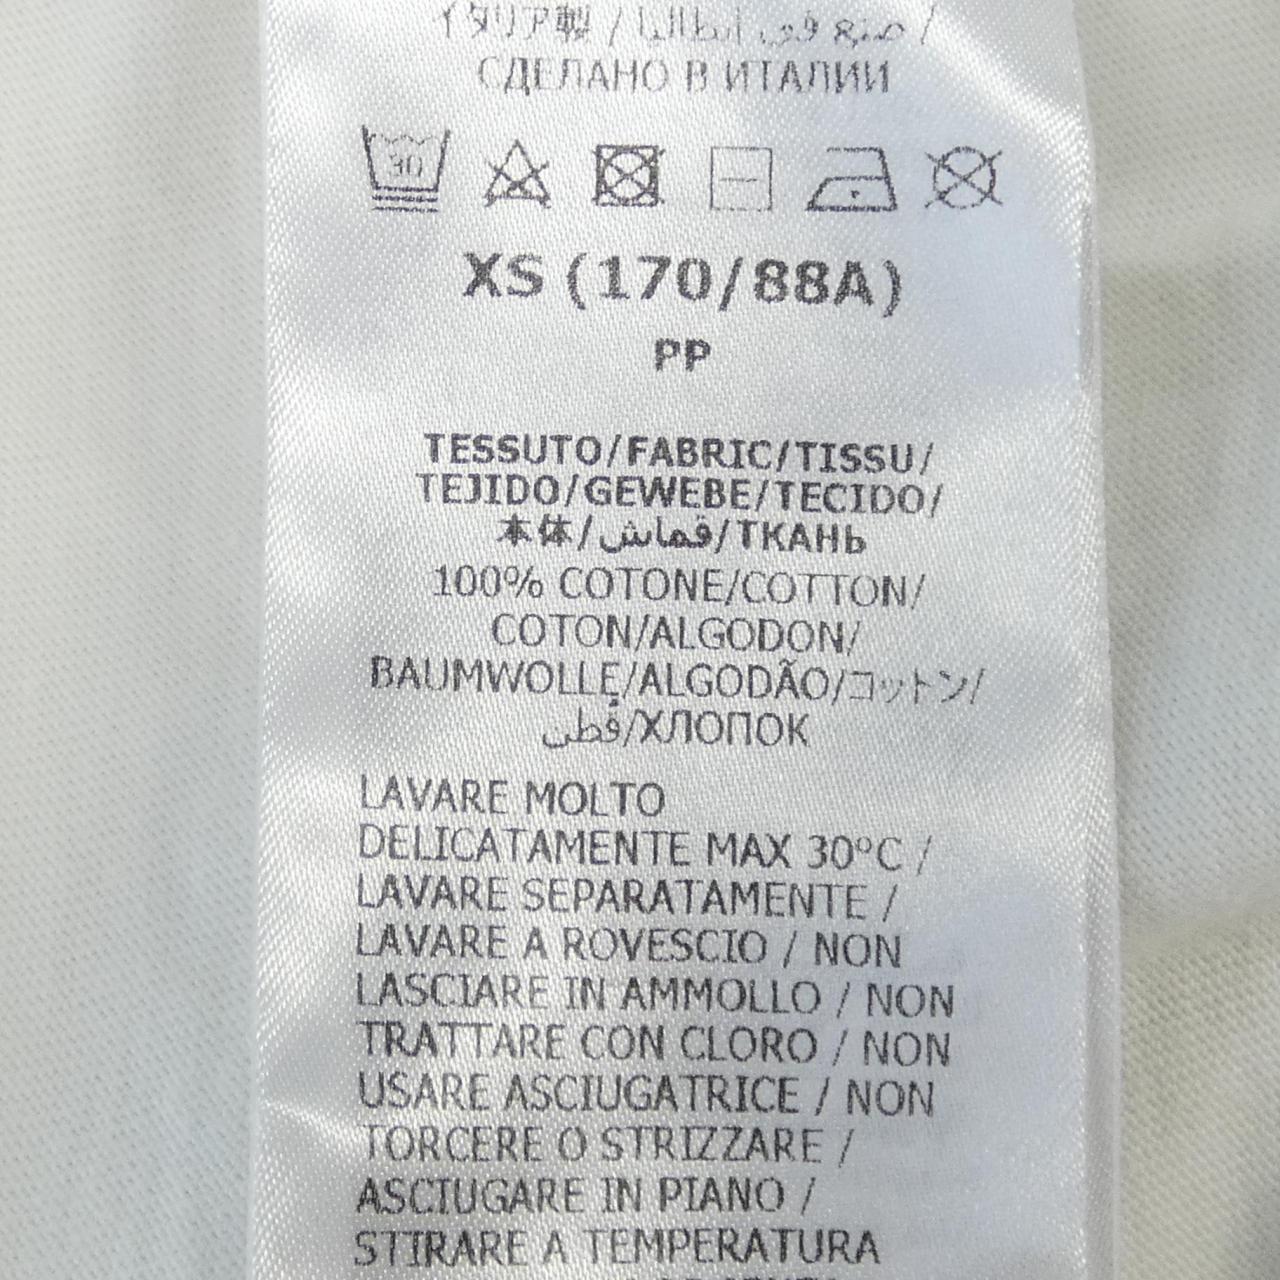 イタリア製 / صنع في إيطاليا /
СДЕЛАНО В ИТАЛИИ
30
XS (170/88A)
PP
TESSUTO/FABRIC/TISSU/
TEJIDO/GEWEBE/TECIDO/
本体/قماش/ТКАНЬ
100% COTONE/COTTON/
COTON/ALGODON/
BAUMWOLLE/ALGODÃO/コットン/
قطن/ХЛОПОК
LAVARE MOLTO
DELICATAMENTE MAX 30°C /
LAVARE SEPARATAMENTE /
LAVARE A ROVESCIO / NON
LASCIARE IN AMMOLLO / NON
TRATTARE CON CLORO / NON
USARE ASCIUGATRICE / NON
TORCERE O STRIZZARE /
ASCIUGARE IN PIANO /
STIRARE A TEMPERATURA